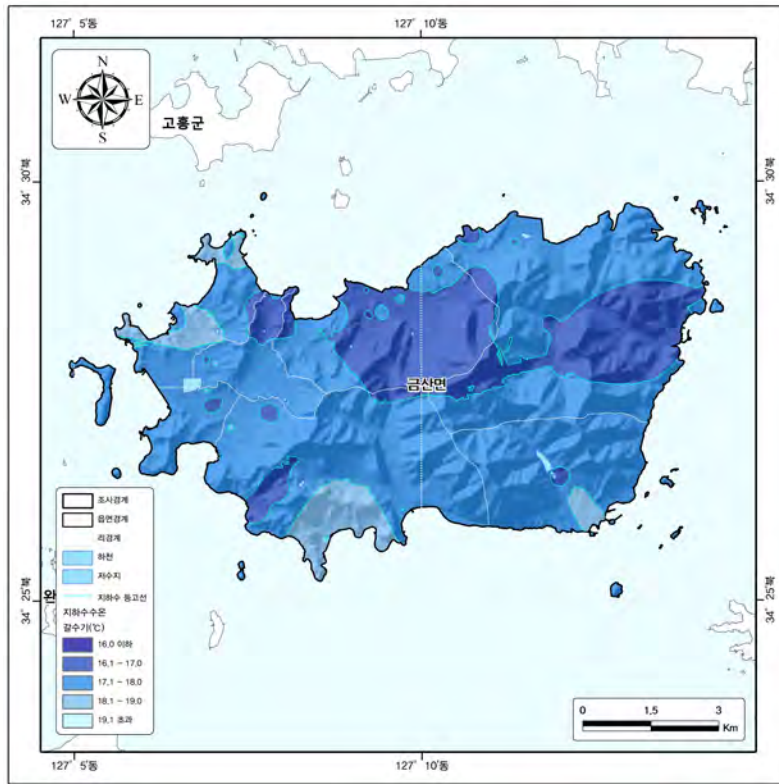 127° 5'동
127° 10'동
N
W
E
S
고흥군
34° 30'북
34° 30'북
금산면
조사경계
읍면경계
리경계
하천
저수지
지하수 등고선
지하수수온
갈수기(℃)
16.0 이하
16.1 ~ 17.0
17.1 ~ 18.0
18.1 ~ 19.0
19.1 초과
완
34° 25'북
34° 25'북
0
1.5
3
Km
127° 5'동
127° 10'동